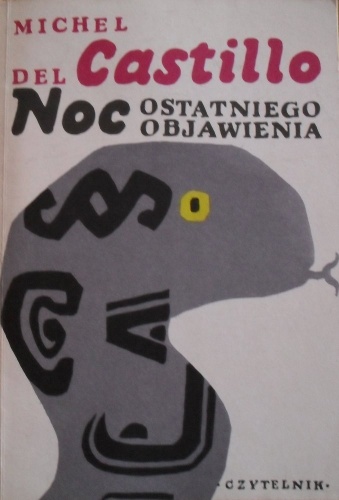 MICHEL
DEL Castillo
Noc OSTATNIEGO
OBJAWIENIA
·CZYTELNIK·